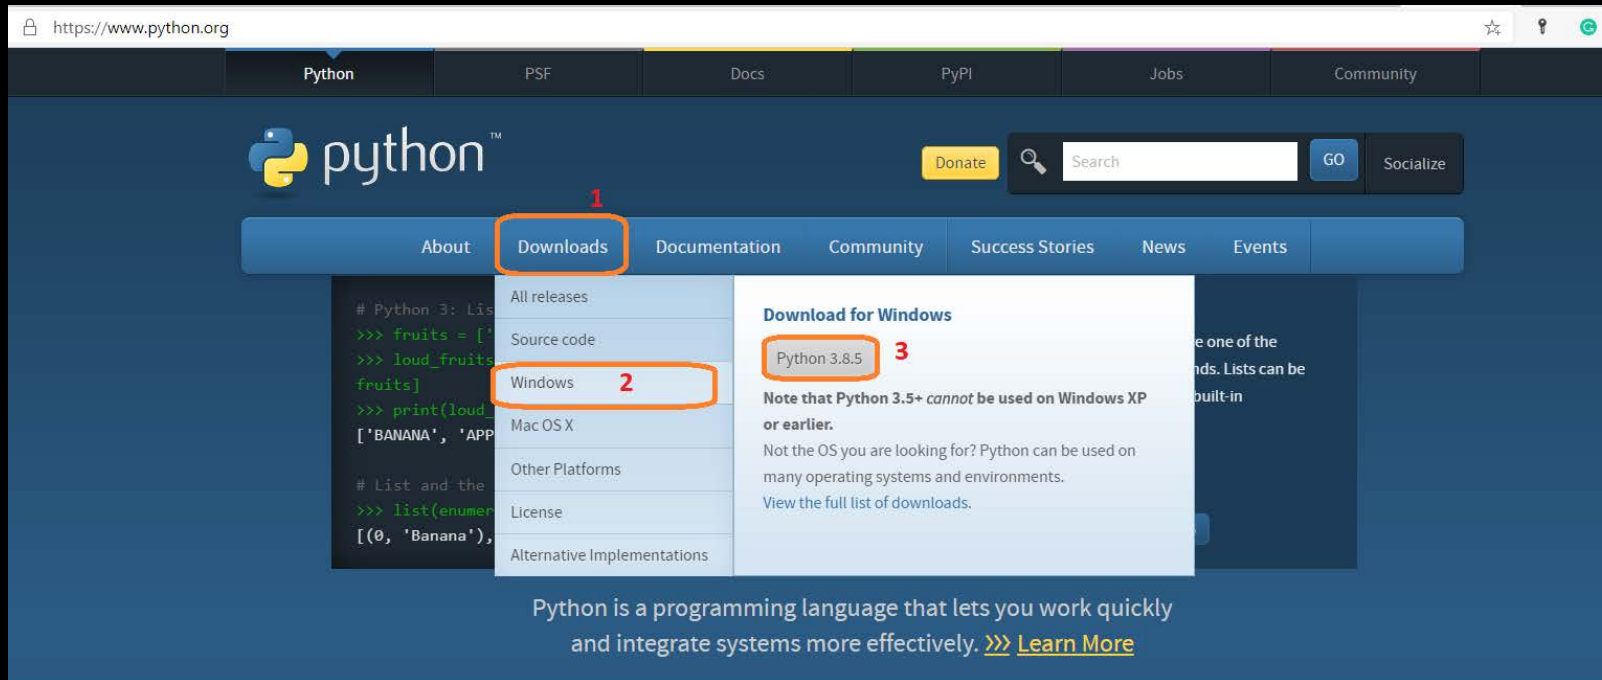 https://www.python.org
Python
PSF
Docs
PyPI
Jobs
Community
python™
Donate
Search
GO
Socialize
1
About
Downloads
Documentation
Community
Success Stories
News
Events
# Python 3: Lis
>>> fruits = ['
>>> loud_fruits
fruits]
>>> print(loud_
['BANANA', 'APP
# List and the
>>> list(enumer
[(0, 'Banana'),
All releases
Source code
Windows
2
Mac OS X
Other Platforms
License
Alternative Implementations
Download for Windows
Python 3.8.5
3
Note that Python 3.5+ cannot be used on Windows XP
or earlier.
Not the OS you are looking for? Python can be used on
many operating systems and environments.
View the full list of downloads.
e one of the
nds. Lists can be
built-in
Python is a programming language that lets you work quickly
and integrate systems more effectively. >>> Learn More